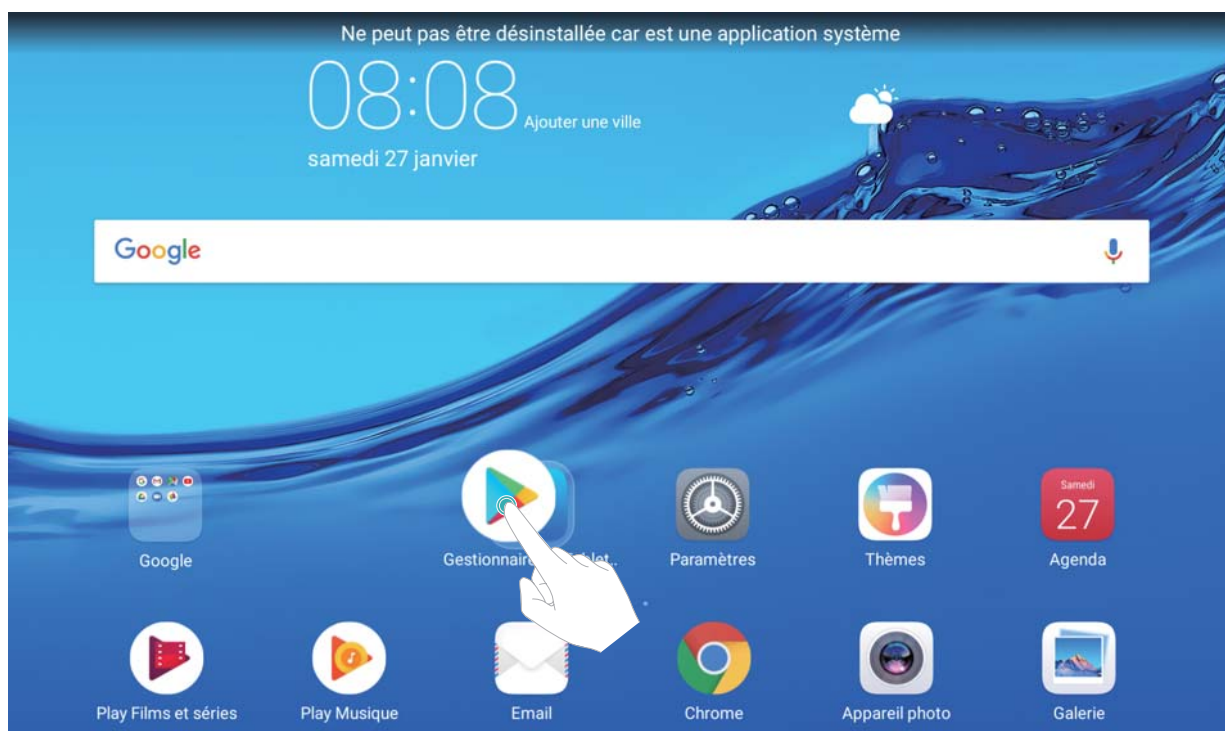 Ne peut pas être désinstallée car est une application système
08:08
Ajouter une ville
samedi 27 janvier
Google
Samedi
27
Google
Gestionnaire
Paramètres
Thèmes
Agenda
Play Films et séries
Play Musique
Email
Chrome
Appareil photo
Galerie